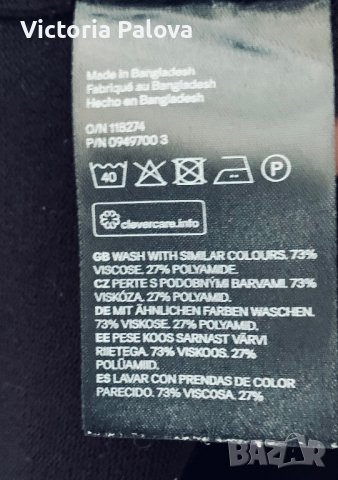 Victoria Palova
Made in Bangladesh
Fabriqué au Bangladesh
Hecho en Bangladesh
O/N 118274
P/N 0949700 3
40
P
clevercare.info
GB WASH WITH SIMILAR COLOURS. 73%
VISCOSE. 27% POLYAMIDE.
CZ PERTE S PODOBNÝMI BARVAMI. 73%
VISKÓZA. 27% POLYAMID.
DE MIT ÄHNLICHEN FARBEN WASCHEN.
73% VISKOSE. 27% POLYAMID.
EE PESE KOOS SARNAST VÄRVI
RIIETEGA. 73% VISKOOS. 27%
POLÜAMIID.
ES LAVAR CON PRENDAS DE COLOR
PARECIDO. 73% VISCOSA. 27%
BAZAR